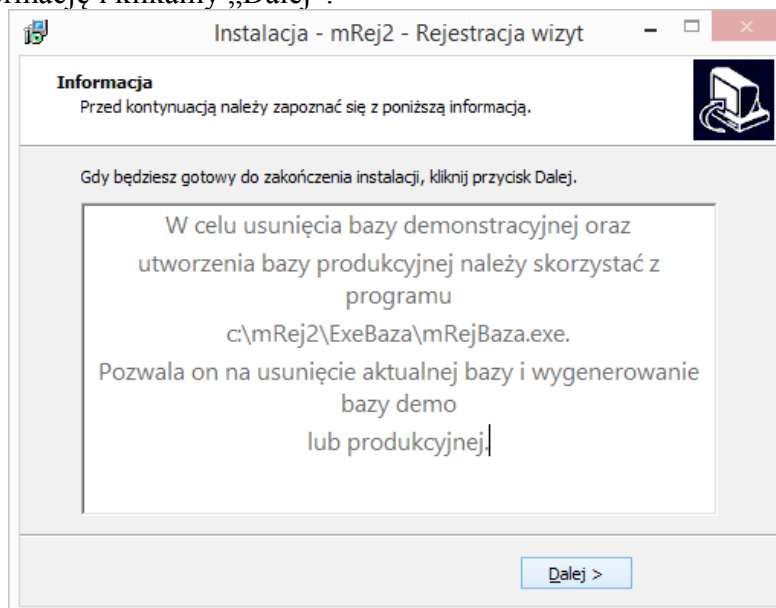 i klikamy „Dalej”.
Instalacja - mRej2 - Rejestracja wizyt
Informacja
Przed kontynuacją należy zapoznać się z poniższą informacją.
Gdy będziesz gotowy do zakończenia instalacji, kliknij przycisk Dalej.
W celu usunięcia bazy demonstracyjnej oraz
utworzenia bazy produkcyjnej należy skorzystać z
programu
c:\mRej2\ExeBaza\mRejBaza.exe.
Pozwala on na usunięcie aktualnej bazy i wygenerowanie
bazy demo
lub produkcyjnej.
Dalej >